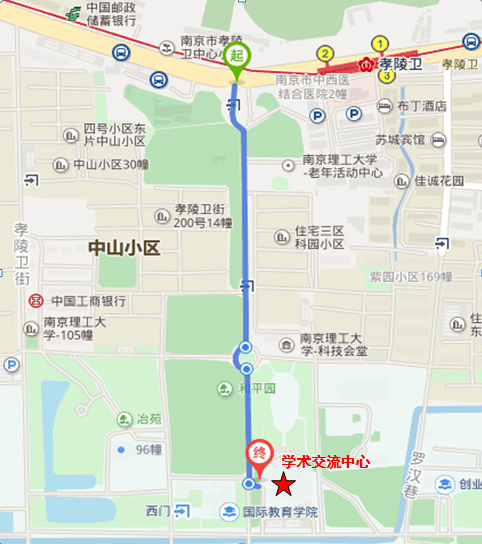 中国邮政
储蓄银行
南京市孝陵
卫中心小
起
2
1
3
孝陵卫
孝陵卫
南京市中西医
结合医院2幢
布丁酒店
苏城宾馆
四号小区东
片中山小区
中山小区30幢
南京理工大学
-老年活动中心
佳诚花园
孝陵卫街
200号14幢
住宅三区
科园小区
孝陵卫街
中山小区
紫园小区169幢
中国工商银行
南京理工大
学-105幢
南京理工大
学-科技会堂
住
东
和平园
冶苑
96幢
终
学术交流中心
罗汉巷
西门
国际教育学院
创业